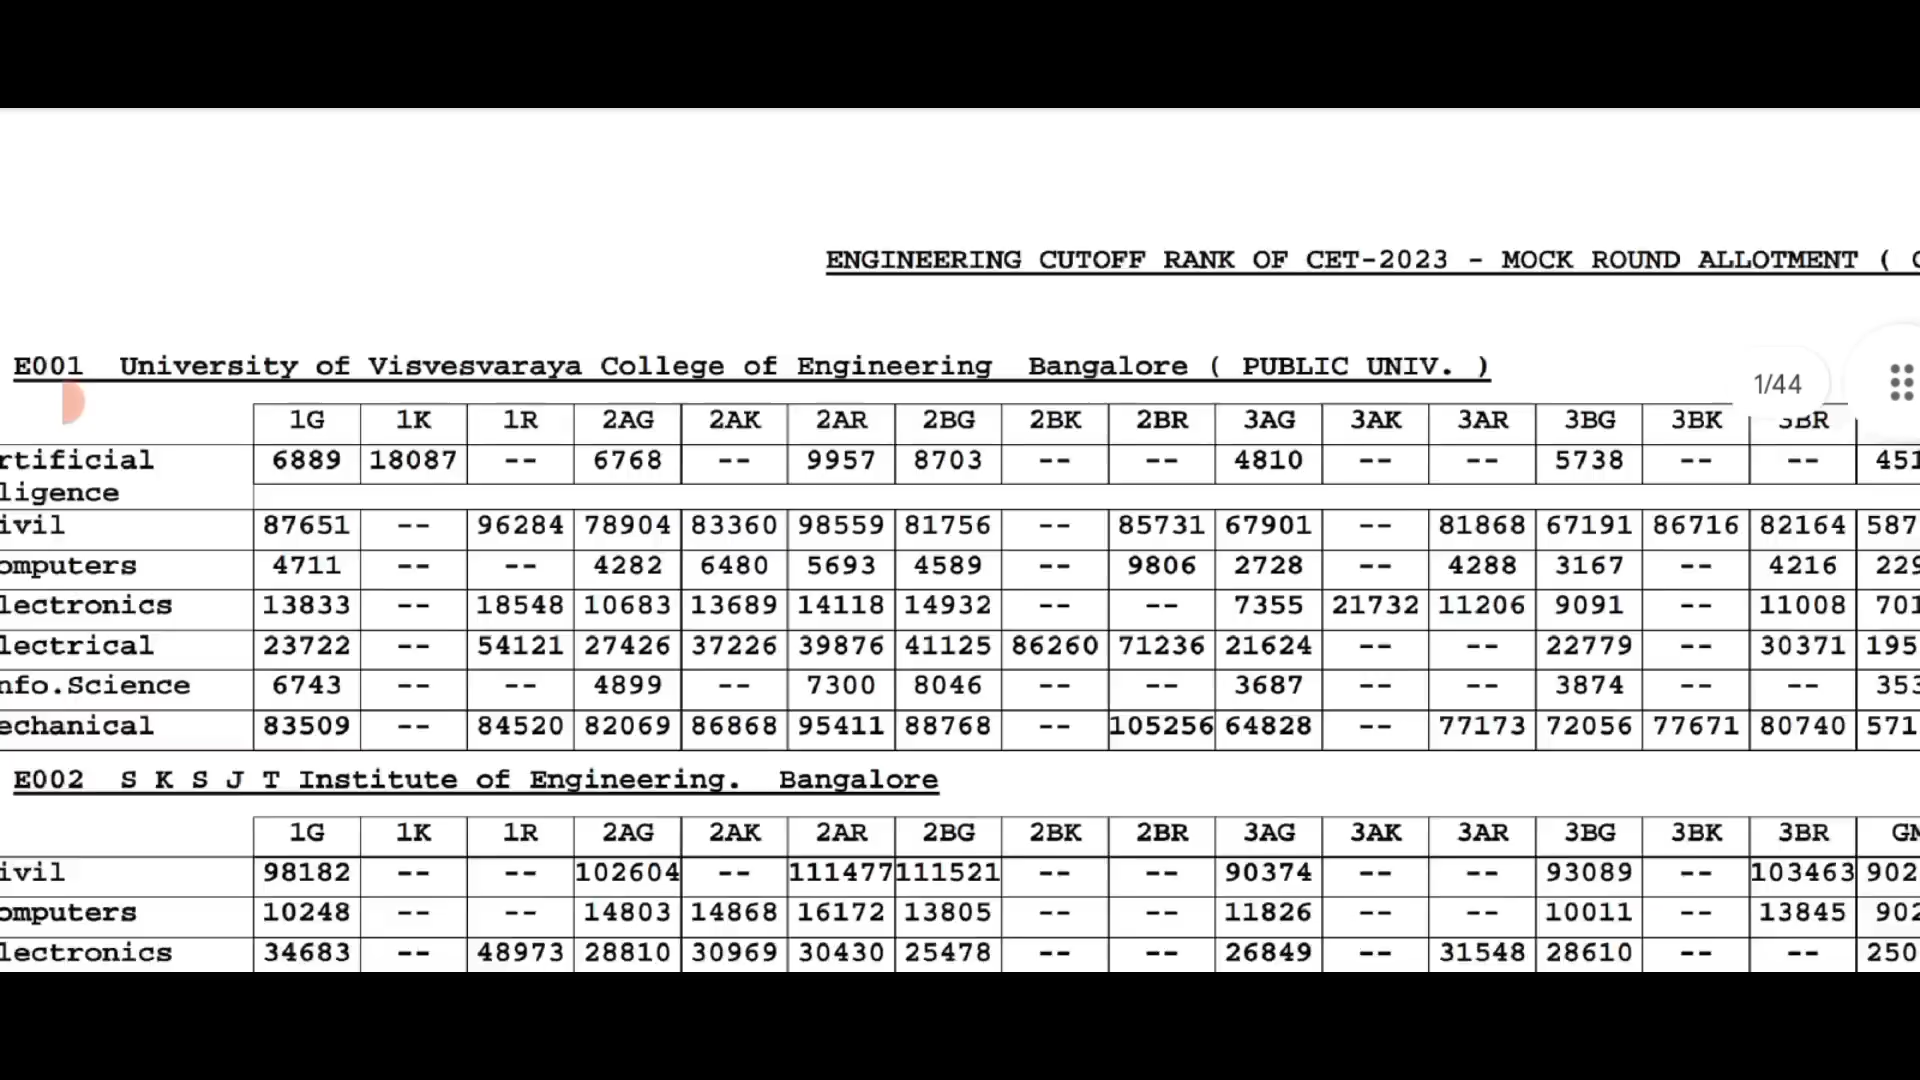 ENGINEERING CUTOFF RANK OF CET-2023 - MOCK ROUND ALLOTMENT (
E001 University of Visvesvaraya College of Engineering Bangalore ( PUBLIC UNIV. )
1/44
1G 1K 1R 2AG 2AK 2AR 2BG 2BK 2BR 3AG 3AK 3AR 3BG 3BK 3BR
rtificial 6889 18087 -- 6768 -- 9957 8703 -- -- 4810 -- -- 5738 -- -- 451
ligence
ivil 87651 -- 96284 78904 83360 98559 81756 -- 85731 67901 -- 81868 67191 86716 82164 587
omputers 4711 -- -- 4282 6480 5693 4589 -- 9806 2728 -- 4288 3167 -- 4216 229
lectronics 13833 -- 18548 10683 13689 14118 14932 -- -- 7355 21732 11206 9091 -- 11008 701
lectrical 23722 -- 54121 27426 37226 39876 41125 86260 71236 21624 -- -- 22779 -- 30371 195
nfo.Science 6743 -- -- 4899 -- 7300 8046 -- -- 3687 -- -- 3874 -- -- 353
echanical 83509 -- 84520 82069 86868 95411 88768 -- 105256 64828 -- 77173 72056 77671 80740 571
E002 S K S J T Institute of Engineering. Bangalore
1G 1K 1R 2AG 2AK 2AR 2BG 2BK 2BR 3AG 3AK 3AR 3BG 3BK 3BR GM
ivil 98182 -- -- 102604 -- 111477 111521 -- -- 90374 -- -- 93089 -- 103463 902
omputers 10248 -- -- 14803 14868 16172 13805 -- -- 11826 -- -- 10011 -- 13845 902
lectronics 34683 -- 48973 28810 30969 30430 25478 -- -- 26849 -- 31548 28610 -- -- 250